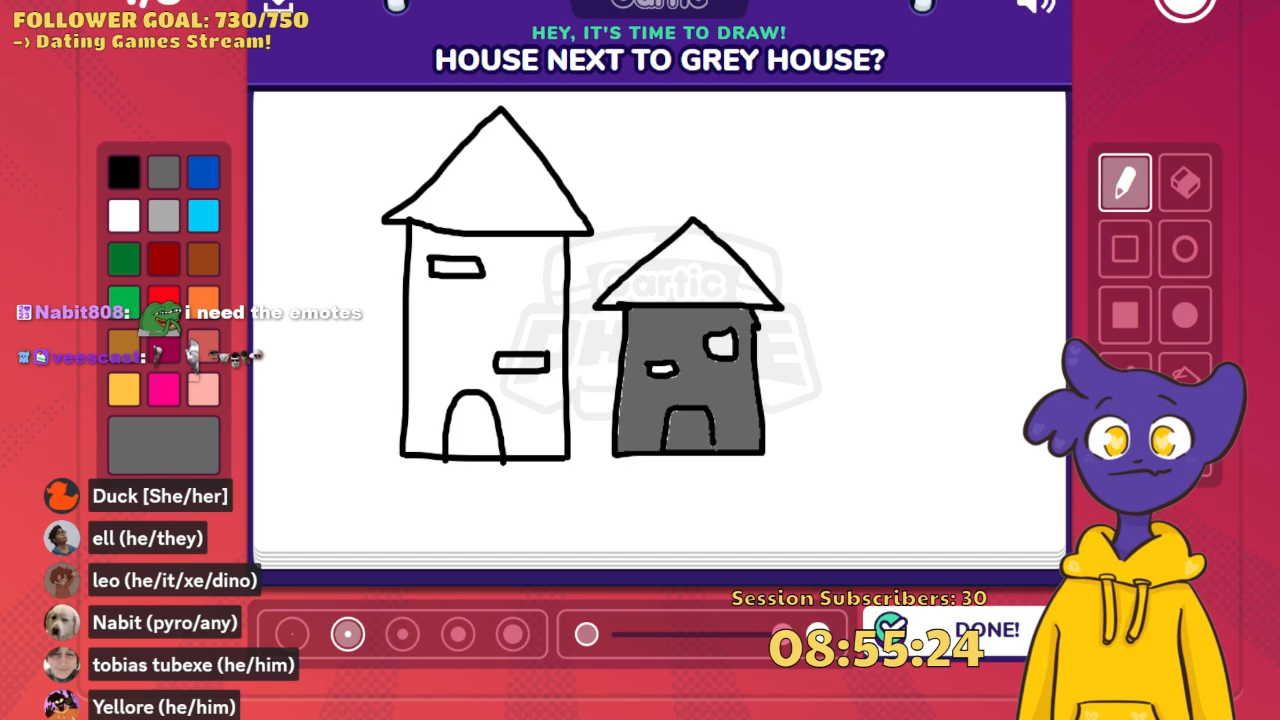 FOLLOWER GOAL: 730/750
-> Dating Games Stream!
HEY, IT'S TIME TO DRAW!
HOUSE NEXT TO GREY HOUSE?
Nabit808: i need the emotes
veescast:
Duck [She/her]
ell (he/they)
leo (he/it/xe/dino)
Nabit (pyro/any)
tobias tubexe (he/him)
Yellore (he/him)
Session Subscribers: 30
DONE!
08:55:24